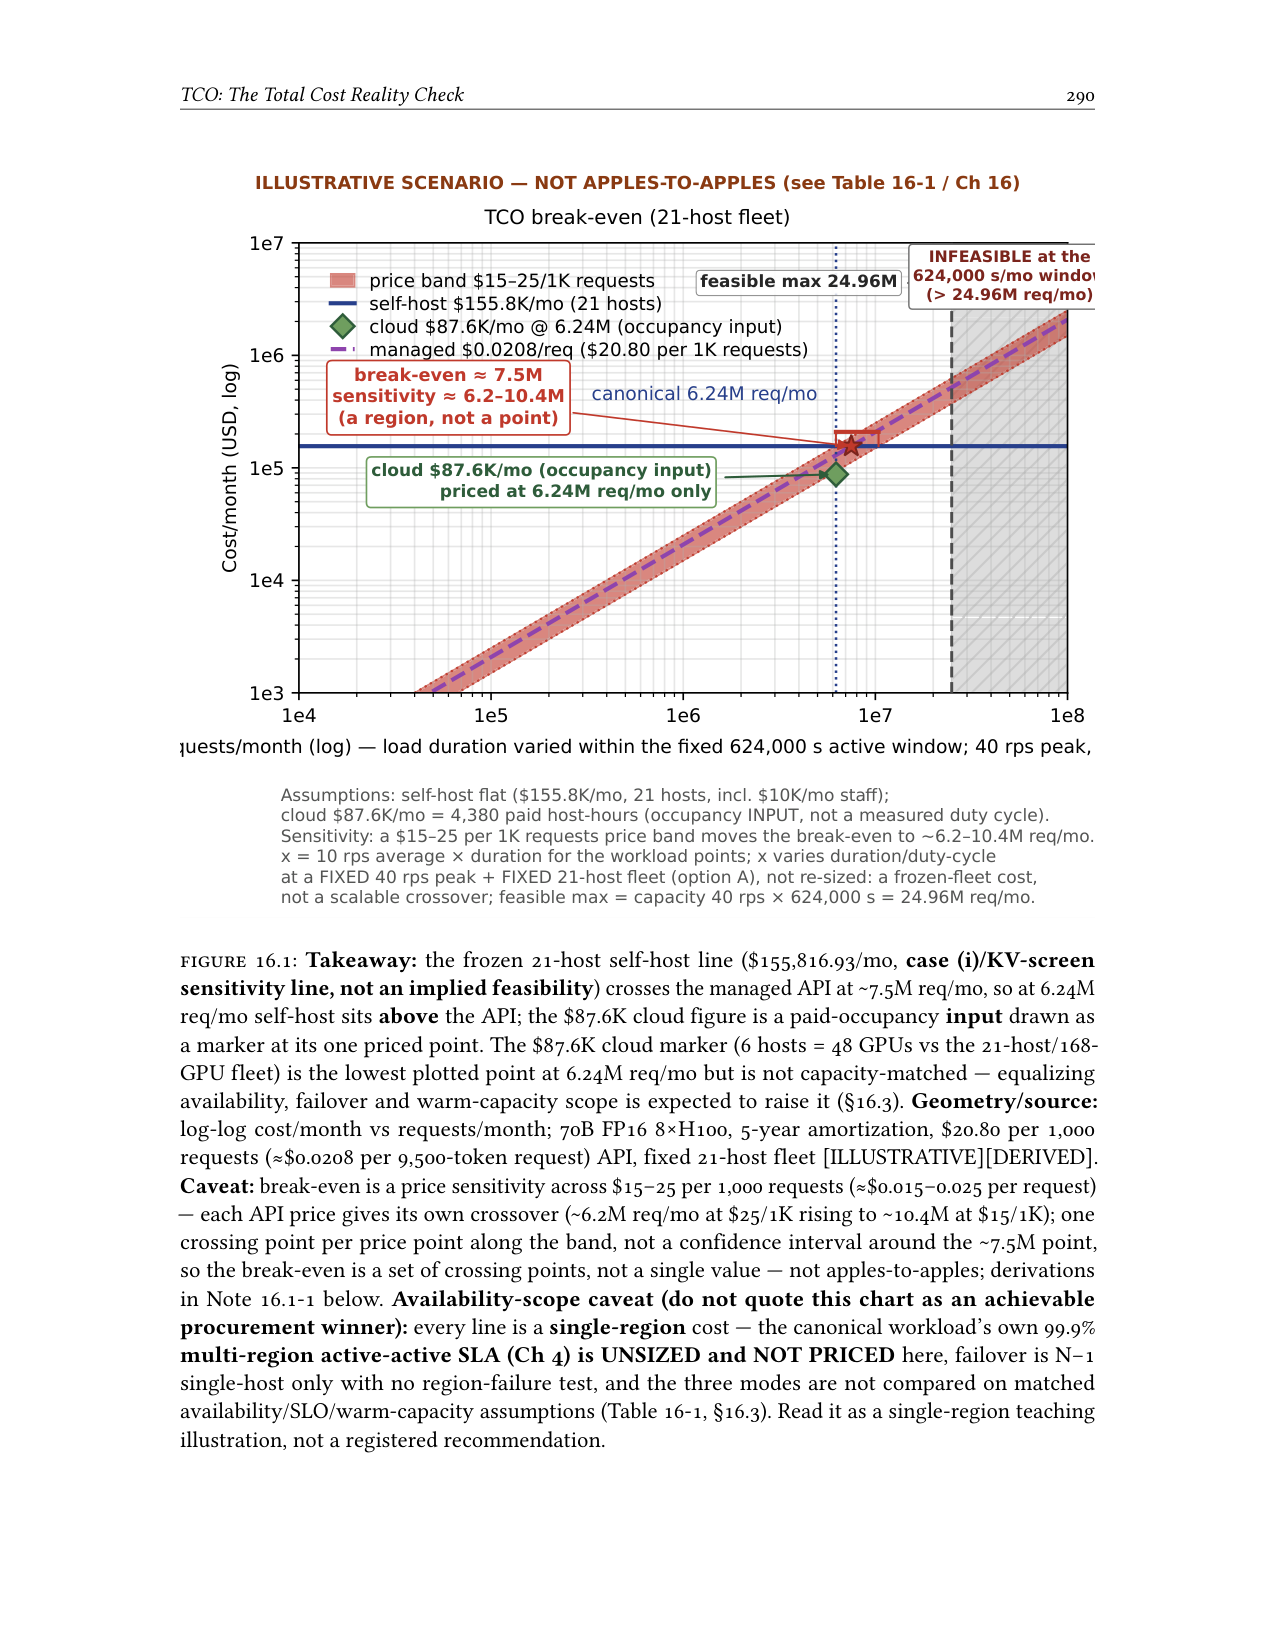 TCO: The Total Cost Reality Check 290
ILLUSTRATIVE SCENARIO — NOT APPLES-TO-APPLES (see Table 16-1 / Ch 16)
TCO break-even (21-host fleet)
1e7
INFEASIBLE at the
624,000 s/mo window
(> 24.96M req/mo)
feasible max 24.96M
price band $15–25/1K requests
self-host $155.8K/mo (21 hosts)
cloud $87.6K/mo @ 6.24M (occupancy input)
managed $0.0208/req ($20.80 per 1K requests)
1e6
break-even ≈ 7.5M
sensitivity ≈ 6.2–10.4M
(a region, not a point)
canonical 6.24M req/mo
Cost/month (USD, log)
1e5
cloud $87.6K/mo (occupancy input)
priced at 6.24M req/mo only
1e4
1e3
1e4 1e5 1e6 1e7 1e8
quests/month (log) — load duration varied within the fixed 624,000 s active window; 40 rps peak,
Assumptions: self-host flat ($155.8K/mo, 21 hosts, incl. $10K/mo staff);
cloud $87.6K/mo = 4,380 paid host-hours (occupancy INPUT, not a measured duty cycle).
Sensitivity: a $15–25 per 1K requests price band moves the break-even to ~6.2–10.4M req/mo.
x = 10 rps average × duration for the workload points; x varies duration/duty-cycle
at a FIXED 40 rps peak + FIXED 21-host fleet (option A), not re-sized: a frozen-fleet cost,
not a scalable crossover; feasible max = capacity 40 rps × 624,000 s = 24.96M req/mo.
FIGURE 16.1: Takeaway: the frozen 21-host self-host line ($155,816.93/mo, case (i)/KV-screen
sensitivity line, not an implied feasibility) crosses the managed API at ~7.5M req/mo, so at 6.24M
req/mo self-host sits above the API; the $87.6K cloud figure is a paid-occupancy input drawn as
a marker at its one priced point. The $87.6K cloud marker (6 hosts = 48 GPUs vs the 21-host/168-
GPU fleet) is the lowest plotted point at 6.24M req/mo but is not capacity-matched — equalizing
availability, failover and warm-capacity scope is expected to raise it (§16.3). Geometry/source:
log-log cost/month vs requests/month; 70B FP16 8×H100, 5-year amortization, $20.80 per 1,000
requests (≈$0.0208 per 9,500-token request) API, fixed 21-host fleet [ILLUSTRATIVE][DERIVED].
Caveat: break-even is a price sensitivity across $15–25 per 1,000 requests (≈$0.015–0.025 per request)
— each API price gives its own crossover (~6.2M req/mo at $25/1K rising to ~10.4M at $15/1K); one
crossing point per price point along the band, not a confidence interval around the ~7.5M point,
so the break-even is a set of crossing points, not a single value — not apples-to-apples; derivations
in Note 16.1-1 below. Availability-scope caveat (do not quote this chart as an achievable
procurement winner): every line is a single-region cost — the canonical workload's own 99.9%
multi-region active-active SLA (Ch 4) is UNSIZED and NOT PRICED here, failover is N–1
single-host only with no region-failure test, and the three modes are not compared on matched
availability/SLO/warm-capacity assumptions (Table 16-1, §16.3). Read it as a single-region teaching
illustration, not a registered recommendation.